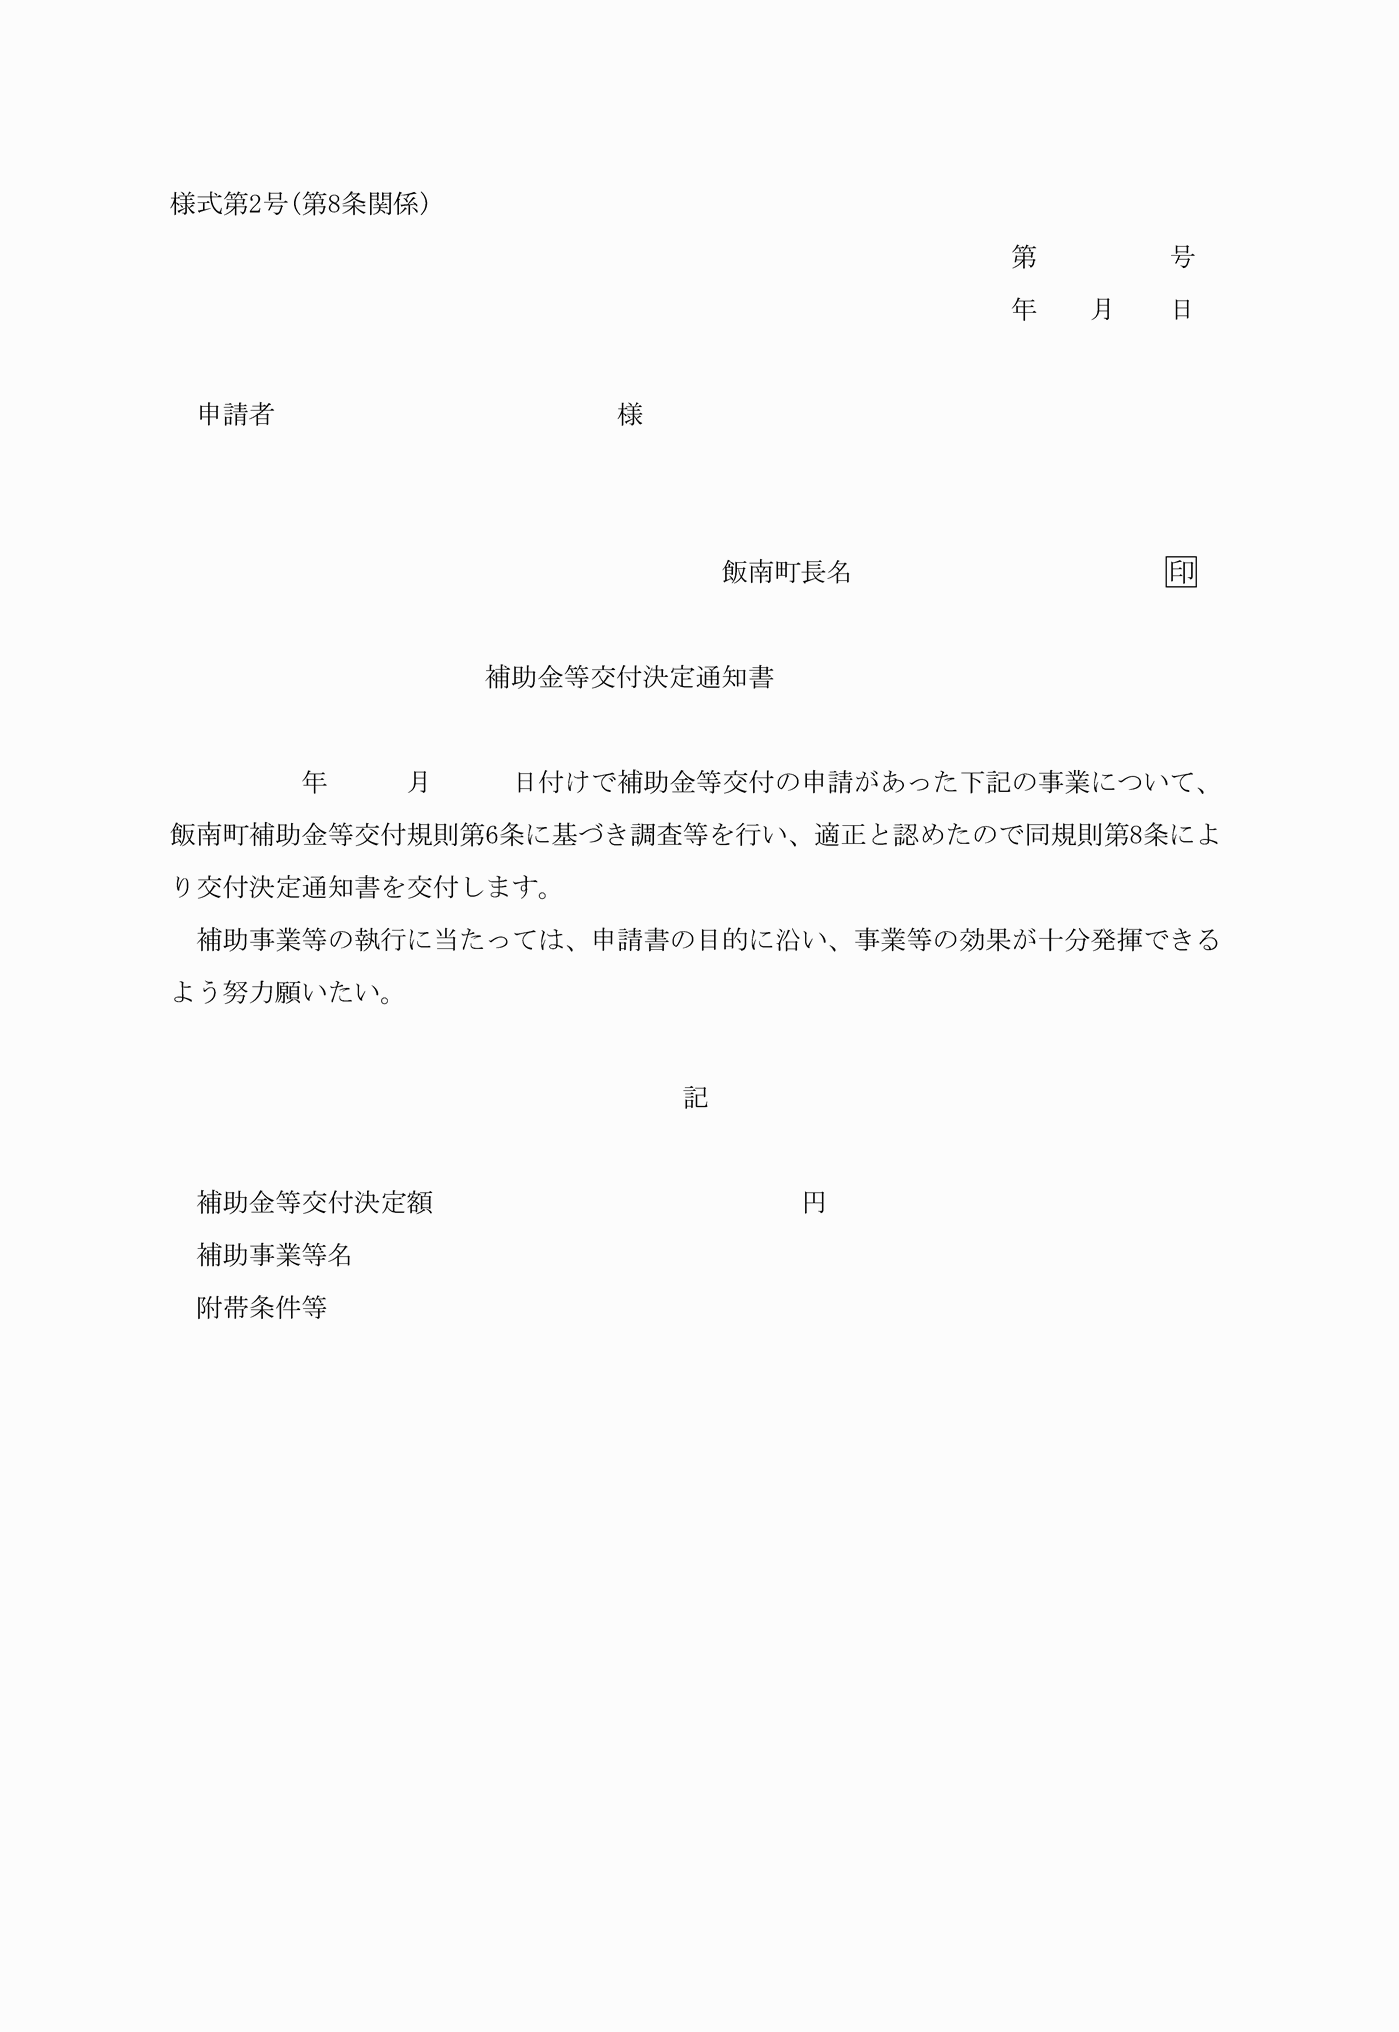 様式第2号(第8条関係)
第　　　　　号
年　　月　　日
申請者　　　　　　　　　　　　　様
飯南町長名　　　　　　　　　　　　印
補助金等交付決定通知書
年　　　月　　　日付けで補助金等交付の申請があった下記の事業について、
飯南町補助金等交付規則第6条に基づき調査等を行い、適正と認めたので同規則第8条によ
り交付決定通知書を交付します。
補助事業等の執行に当たっては、申請書の目的に沿い、事業等の効果が十分発揮できる
よう努力願いたい。
記
補助金等交付決定額　　　　　　　　　　　　　　円
補助事業等名
附帯条件等